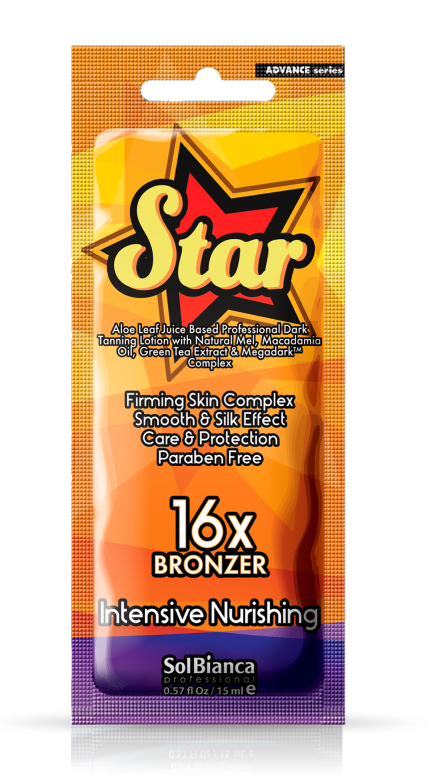 ADVANCE series
Star
Aloe Leaf Juice Based Professional Dark
Tanning Lotion with Natural Mel, Macadamia
Oil, Green Tea Extract & Megadark™
Complex
Firming Skin Complex
Smooth & Silk Effect
Care & Protection
Paraben Free
16x
BRONZER
Intensive Nurishing
SolBianca
professional
0.57 fl Oz / 15 ml e